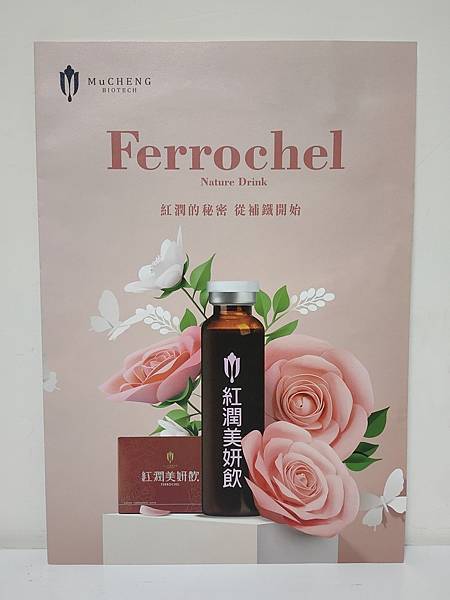 MUCHENG
BIOTECH
Ferrochel
Nature Drink
紅潤的秘密 從補鐵開始
紅潤美妍飲
紅潤美妍飲
FERROCHEL